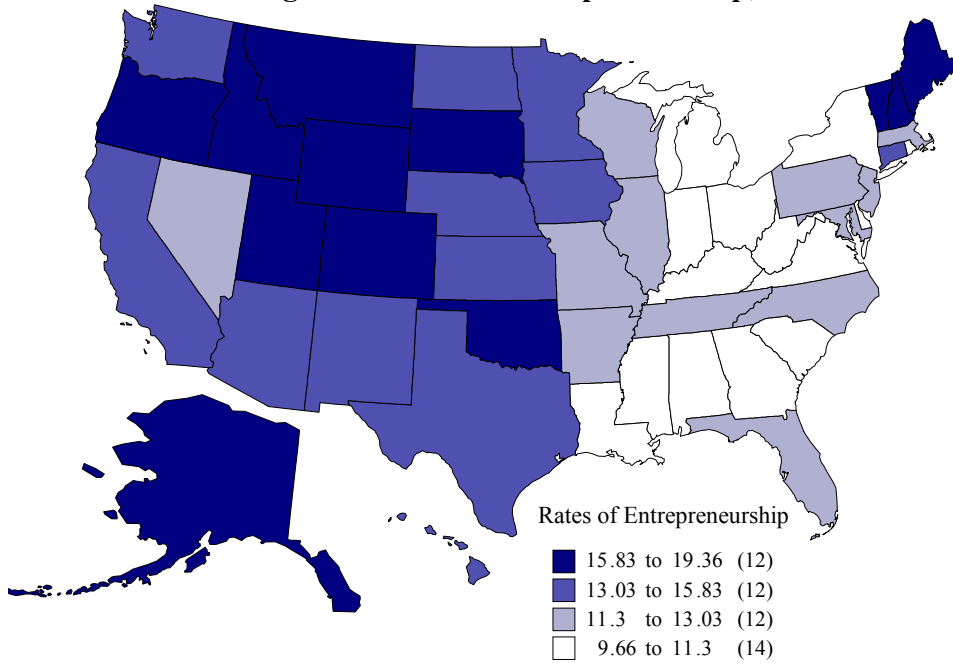 Rates of Entrepreneurship
15.83 to 19.36 (12)
13.03 to 15.83 (12)
11.3 to 13.03 (12)
9.66 to 11.3 (14)